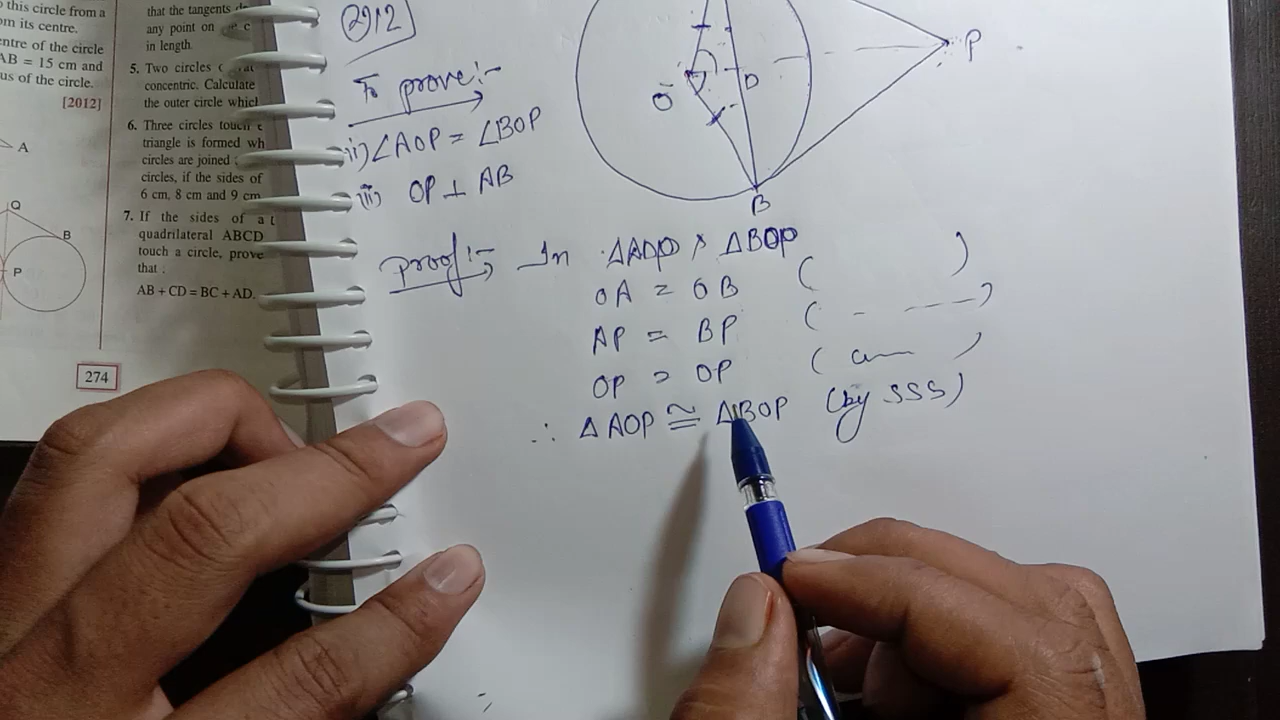 this circle from a
om its centre.
entre of the circle
AB = 15 cm and
us of the circle.
[2012]
A
Q
B
P
that the tangents
any point on
in length.
5. Two circles
concentric. Calculate
the outer circle which
6. Three circles touch
triangle is formed wh
circles are joined
circles, if the sides of
6 cm, 8 cm and 9 cm
7. If the sides of a
quadrilateral ABCD
touch a circle, prove
that
AB + CD = BC + AD.
274
2912
To prove:-
ii) ∠AOP = ∠BOP
iii) OP ⊥ AB
O
D
P
B
Proof:- In ΔAOP, ΔBOP
OA = OB ( )
AP = BP ( - ---)
OP = OP ( )
∴ ΔAOP ≅ ΔBOP (by SSS)